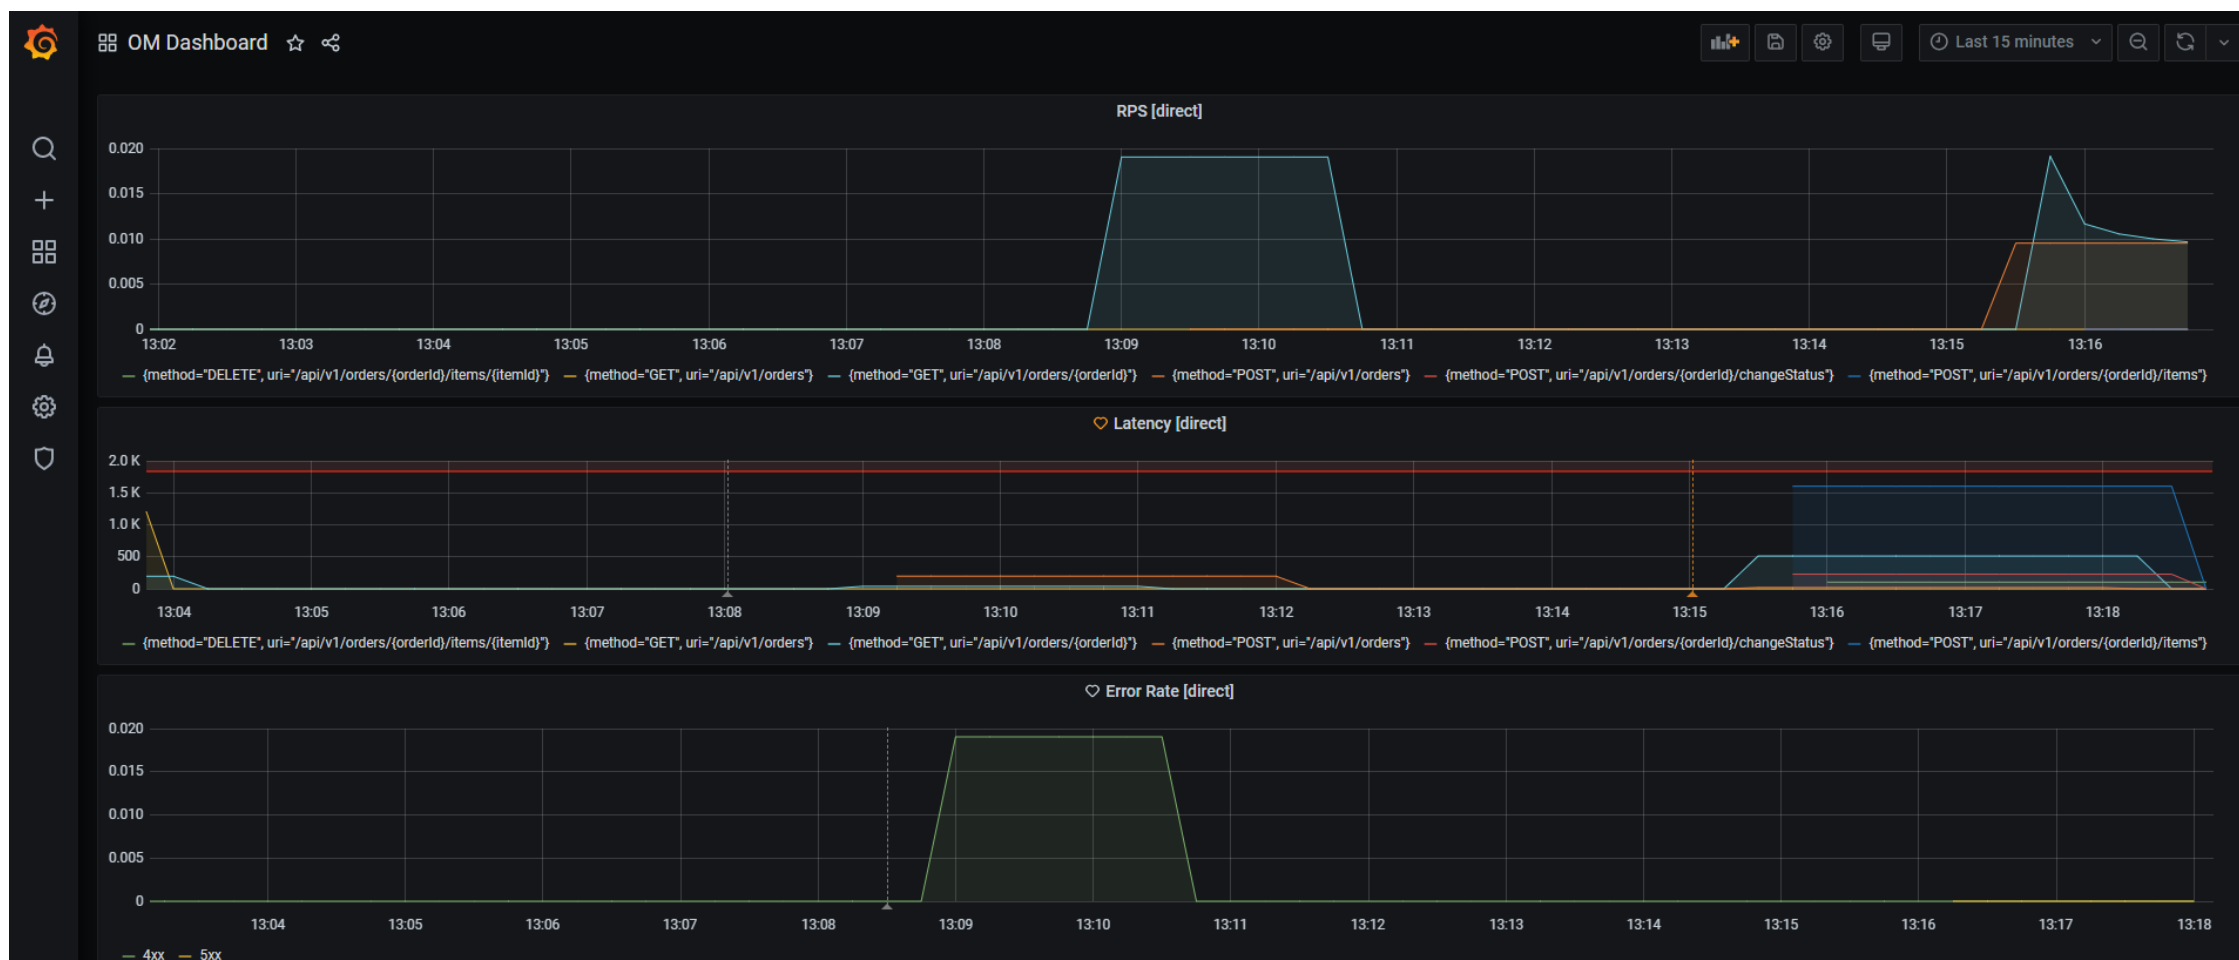 OM Dashboard
Last 15 minutes
RPS [direct]
0.020
0.015
0.010
0.005
0
13:02 13:03 13:04 13:05 13:06 13:07 13:08 13:09 13:10 13:11 13:12 13:13 13:14 13:15 13:16
{method="DELETE", uri="/api/v1/orders/{orderId}/items/{itemId}"} {method="GET", uri="/api/v1/orders"} {method="GET", uri="/api/v1/orders/{orderId}"} {method="POST", uri="/api/v1/orders"} {method="POST", uri="/api/v1/orders/{orderId}/changeStatus"} {method="POST", uri="/api/v1/orders/{orderId}/items"}
Latency [direct]
2.0 K
1.5 K
1.0 K
500
0
13:04 13:05 13:06 13:07 13:08 13:09 13:10 13:11 13:12 13:13 13:14 13:15 13:16 13:17 13:18
{method="DELETE", uri="/api/v1/orders/{orderId}/items/{itemId}"} {method="GET", uri="/api/v1/orders"} {method="GET", uri="/api/v1/orders/{orderId}"} {method="POST", uri="/api/v1/orders"} {method="POST", uri="/api/v1/orders/{orderId}/changeStatus"} {method="POST", uri="/api/v1/orders/{orderId}/items"}
Error Rate [direct]
0.020
0.015
0.010
0.005
0
13:04 13:05 13:06 13:07 13:08 13:09 13:10 13:11 13:12 13:13 13:14 13:15 13:16 13:17 13:18
4xx 5xx